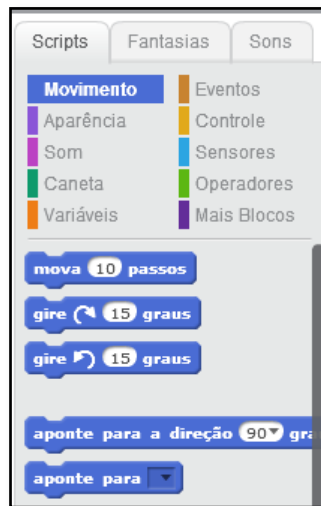 Scripts Fantasias Sons
Movimento Eventos
Aparência Controle
Som Sensores
Caneta Operadores
Variáveis Mais Blocos
mova 10 passos
gire 15 graus
gire 15 graus
aponte para a direção 90 gra
aponte para